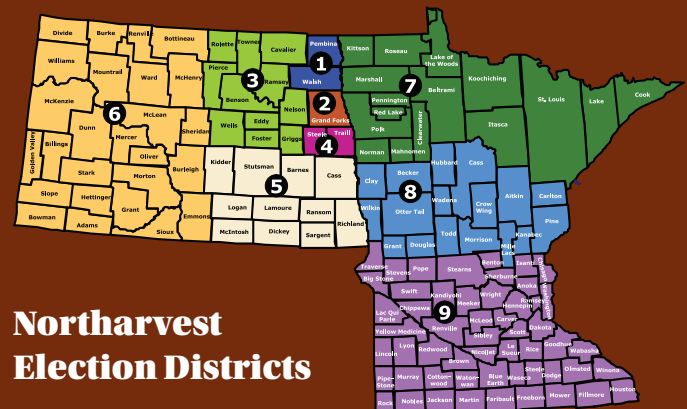 Divide
Burke
Renville
Bottineau
Rolette
Towner
Cavalier
Pembina
Kittson
Roseau
Lake of
the Woods
Williams
Mountrail
Ward
McHenry
Pierce
Ramsey
1
Walsh
Marshall
7
Beltrami
Koochiching
St. Louis
Lake
Cook
3
Benson
McKenzie
6
McLean
Nelson
2
Grand Forks
Pennington
Red Lake
Polk
Clearwater
Itasca
Golden Valley
Billings
Dunn
Mercer
Oliver
Sheridan
Wells
Eddy
Foster
Griggs
Steele
Traill
4
Norman
Mahnomen
Stark
Morton
Burleigh
Kidder
Stutsman
Barnes
Cass
5
Clay
Becker
8
Hubbard
Cass
Aitkin
Carlton
Slope
Hettinger
Grant
Bowman
Adams
Sioux
Emmons
Logan
Lamoure
Ransom
Richland
McIntosh
Dickey
Sargent
Wilkin
Otter Tail
Wadena
Crow
Wing
Pine
Kanabec
Grant
Douglas
Todd
Morrison
Mille
Lacs
Traverse
Big Stone
Stevens
Pope
Stearns
Benton
Sherburne
Isanti
Chisago
Washington
Anoka
Swift
Kandiyohi
Meeker
Wright
Hennepin
Ramsey
Lac Qui
Parle
Chippewa
9
Renville
McLeod
Carver
Scott
Dakota
Yellow Medicine
Sibley
Lincoln
Lyon
Redwood
Brown
Nicollet
Le
Sueur
Rice
Goodhue
Wabasha
Pipe-
Stone
Murray
Cotton-
wood
Waton-
wan
Blue
Earth
Waseca
Steele
Dodge
Olmsted
Winona
Rock
Nobles
Jackson
Martin
Faribault
Freeborn
Mower
Fillmore
Houston
Northarvest
Election Districts